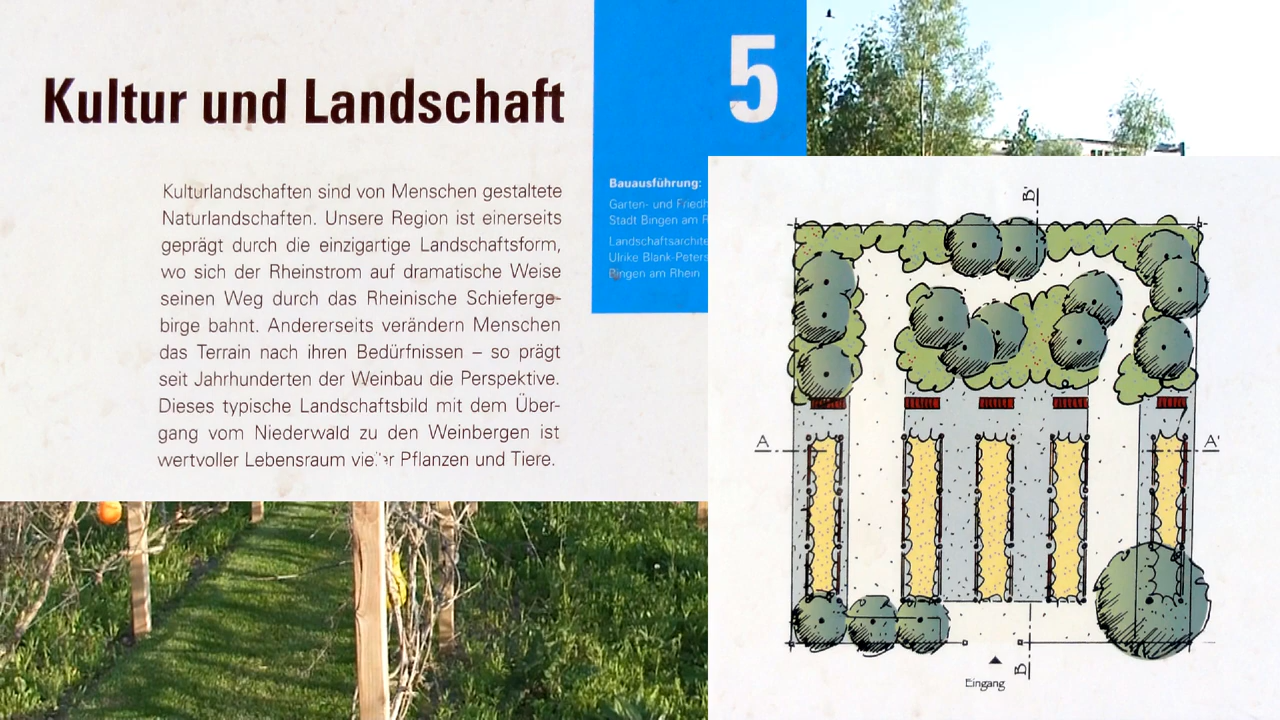 Kultur und Landschaft
Kulturlandschaften sind von Menschen gestaltete
Naturlandschaften. Unsere Region ist einerseits
geprägt durch die einzigartige Landschaftsform,
wo sich der Rheinstrom auf dramatische Weise
seinen Weg durch das Rheinische Schieferge-
birge bahnt. Andererseits verändern Menschen
das Terrain nach ihren Bedürfnissen – so prägt
seit Jahrhunderten der Weinbau die Perspektive.
Dieses typische Landschaftsbild mit dem Über-
gang vom Niederwald zu den Weinbergen ist
wertvoller Lebensraum vieler Pflanzen und Tiere.
5
Bauausführung:
Garten- und Friedh
Stadt Bingen am R
Landschaftsarchite
Ulrike Blank-Peters
Bingen am Rhein
B'
A A'
B
Eingang